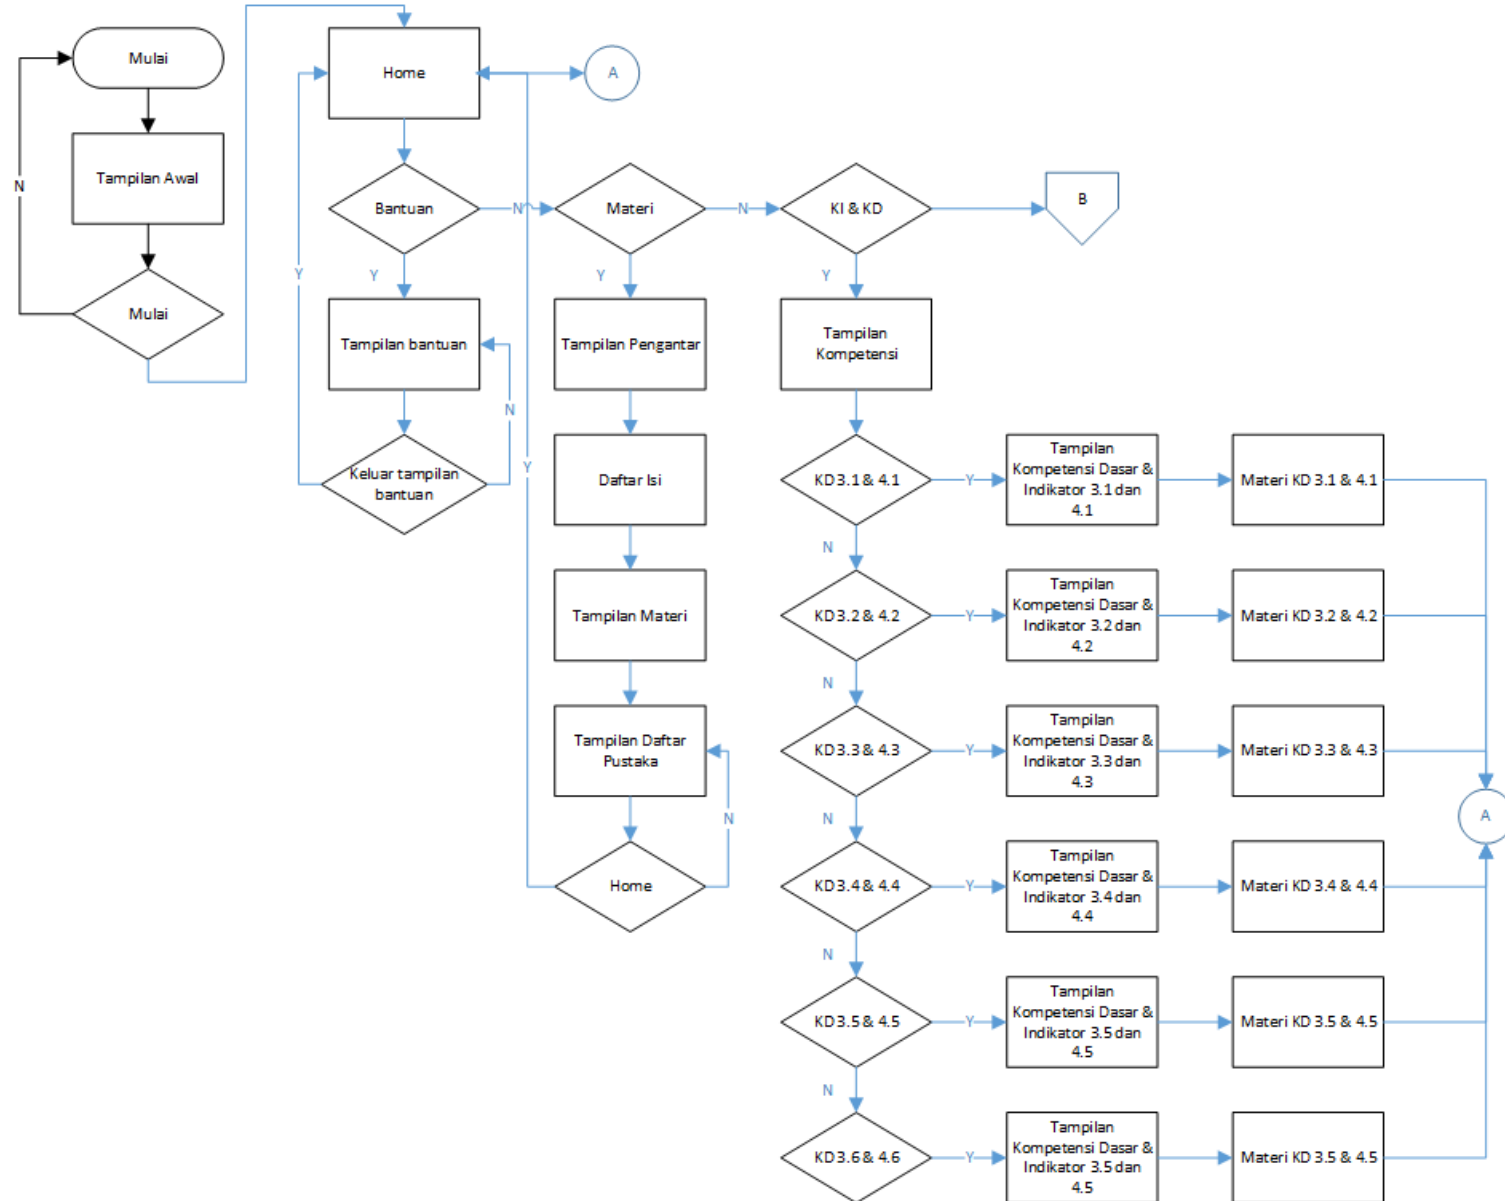 Mulai
Tampilan Awal
Mulai
N
Home
A
Bantuan
N
Materi
N
KI & KD
B
Y
Y
Y
Y
Tampilan bantuan
N
Keluar tampilan
bantuan
Y
Tampilan Pengantar
Daftar Isi
Tampilan Materi
Tampilan Daftar
Pustaka
N
Home
Tampilan
Kompetensi
KD 3.1 & 4.1
Y
Tampilan
Kompetensi Dasar &
Indikator 3.1 dan
4.1
Materi KD 3.1 & 4.1
N
KD 3.2 & 4.2
Y
Tampilan
Kompetensi Dasar &
Indikator 3.2 dan
4.2
Materi KD 3.2 & 4.2
N
KD 3.3 & 4.3
Y
Tampilan
Kompetensi Dasar &
Indikator 3.3 dan
4.3
Materi KD 3.3 & 4.3
A
N
KD 3.4 & 4.4
Y
Tampilan
Kompetensi Dasar &
Indikator 3.4 dan
4.4
Materi KD 3.4 & 4.4
N
KD 3.5 & 4.5
Y
Tampilan
Kompetensi Dasar &
Indikator 3.5 dan
4.5
Materi KD 3.5 & 4.5
N
KD 3.6 & 4.6
Y
Tampilan
Kompetensi Dasar &
Indikator 3.5 dan
4.5
Materi KD 3.5 & 4.5